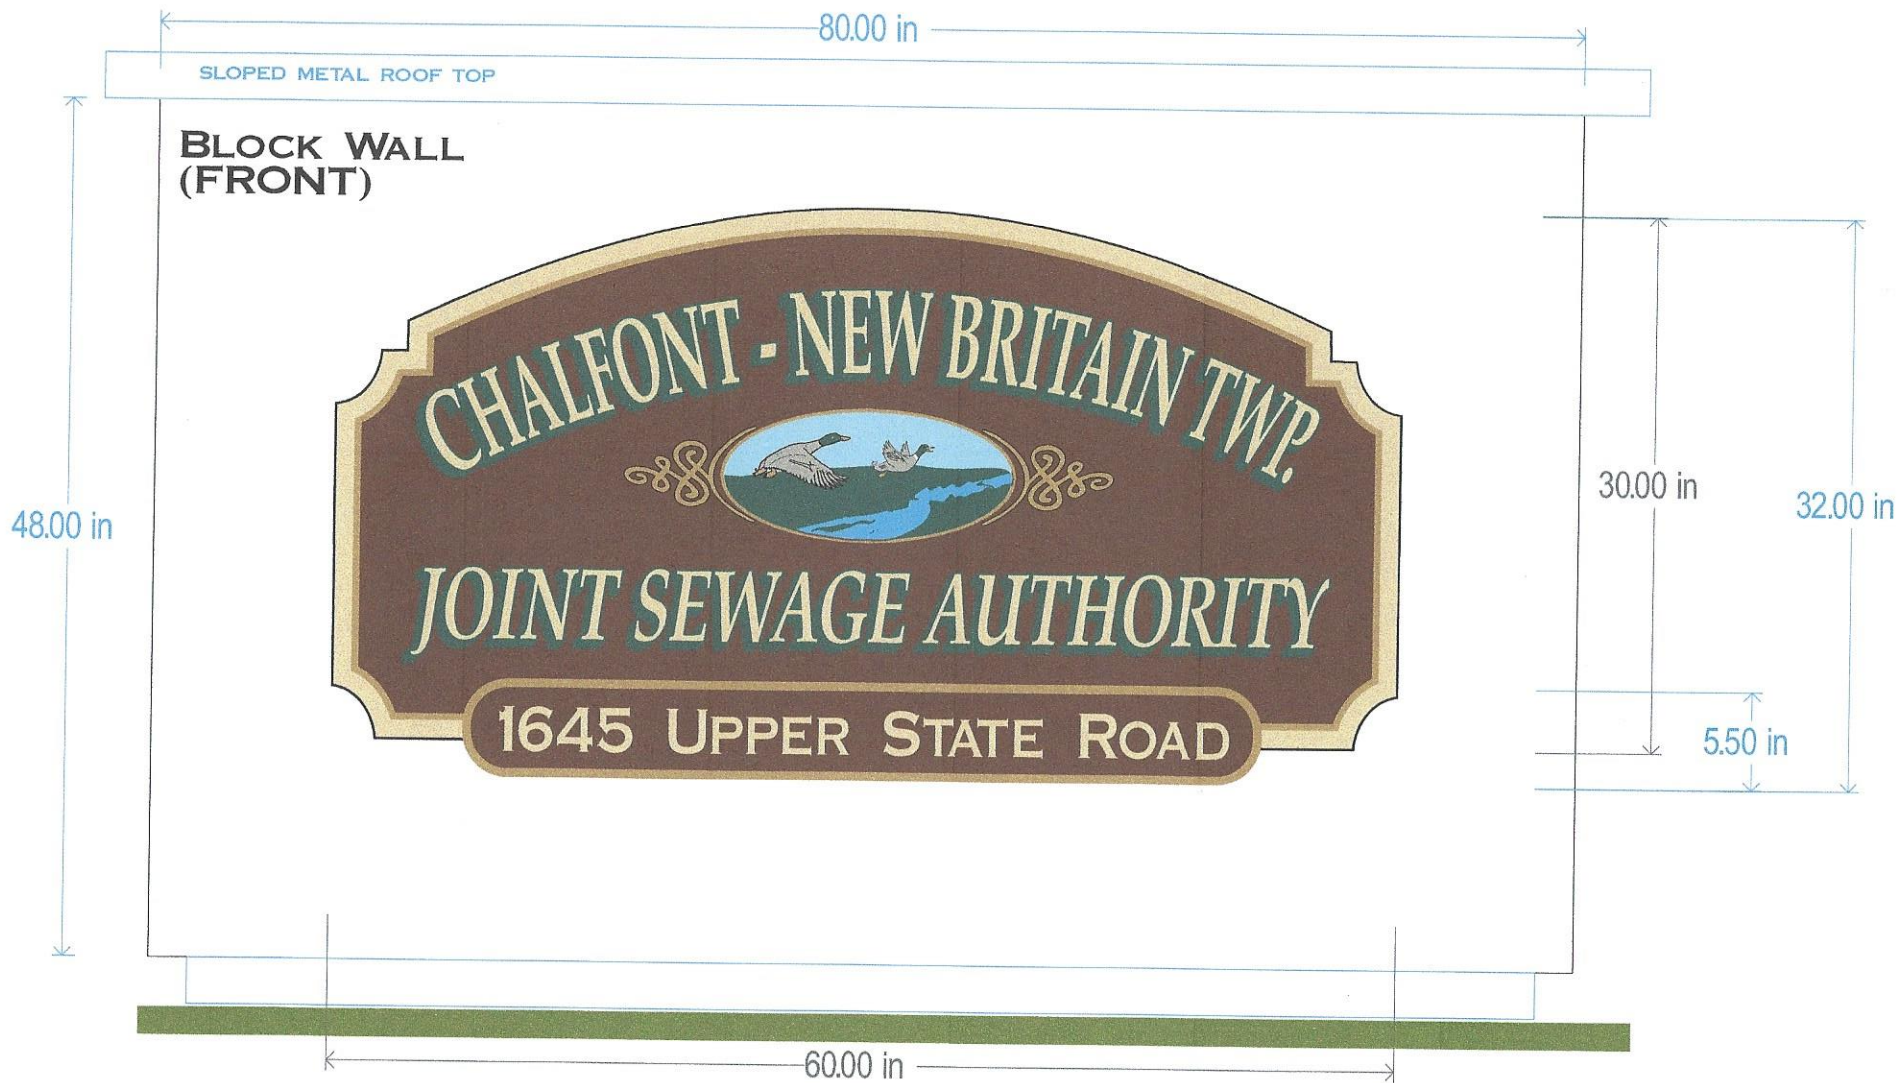 80.00 in
SLOPED METAL ROOF TOP
BLOCK WALL
(FRONT)
CHALFONT - NEW BRITAIN TWP.
30.00 in
48.00 in
32.00 in
JOINT SEWAGE AUTHORITY
1645 UPPER STATE ROAD
5.50 in
60.00 in